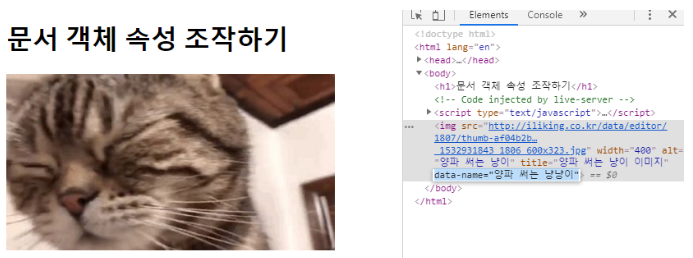 문서 객체 속성 조작하기
Elements Console »
<!doctype html>
<html lang="en">
<head>…</head>
<body>
<h1>문서 객체 속성 조작하기</h1>
<!-- Code injected by live-server -->
<script type="text/javascript">…</script>
… <img src="http://iliking.co.kr/data/editor/
1807/thumb-af04b2b…
_1532931843_1806_600x323.jpg" width="400" alt=
"양파 써는 냥이" title="양파 써는 냥이 이미지"
data-name="양파 써는 냥냥이"> == $0
</body>
</html>